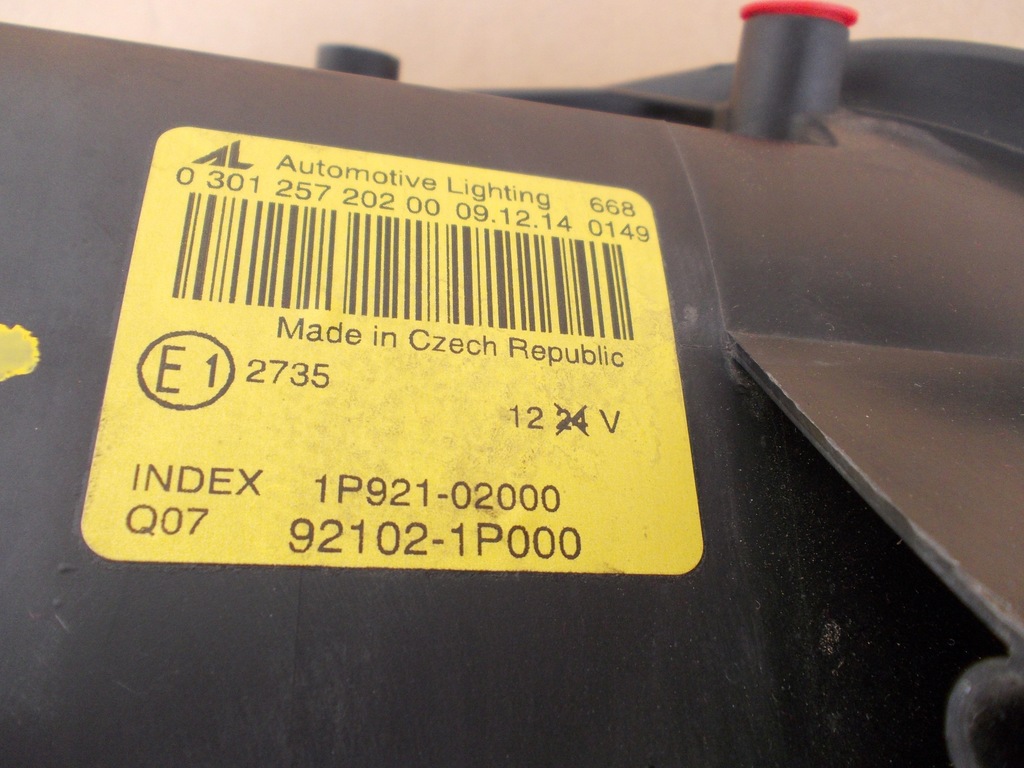 AL Automotive Lighting 668
0 301 257 202 00 09.12.14 0149
Made in Czech Republic
E1 2735
12 24 V
INDEX 1P921-02000
Q07 92102-1P000